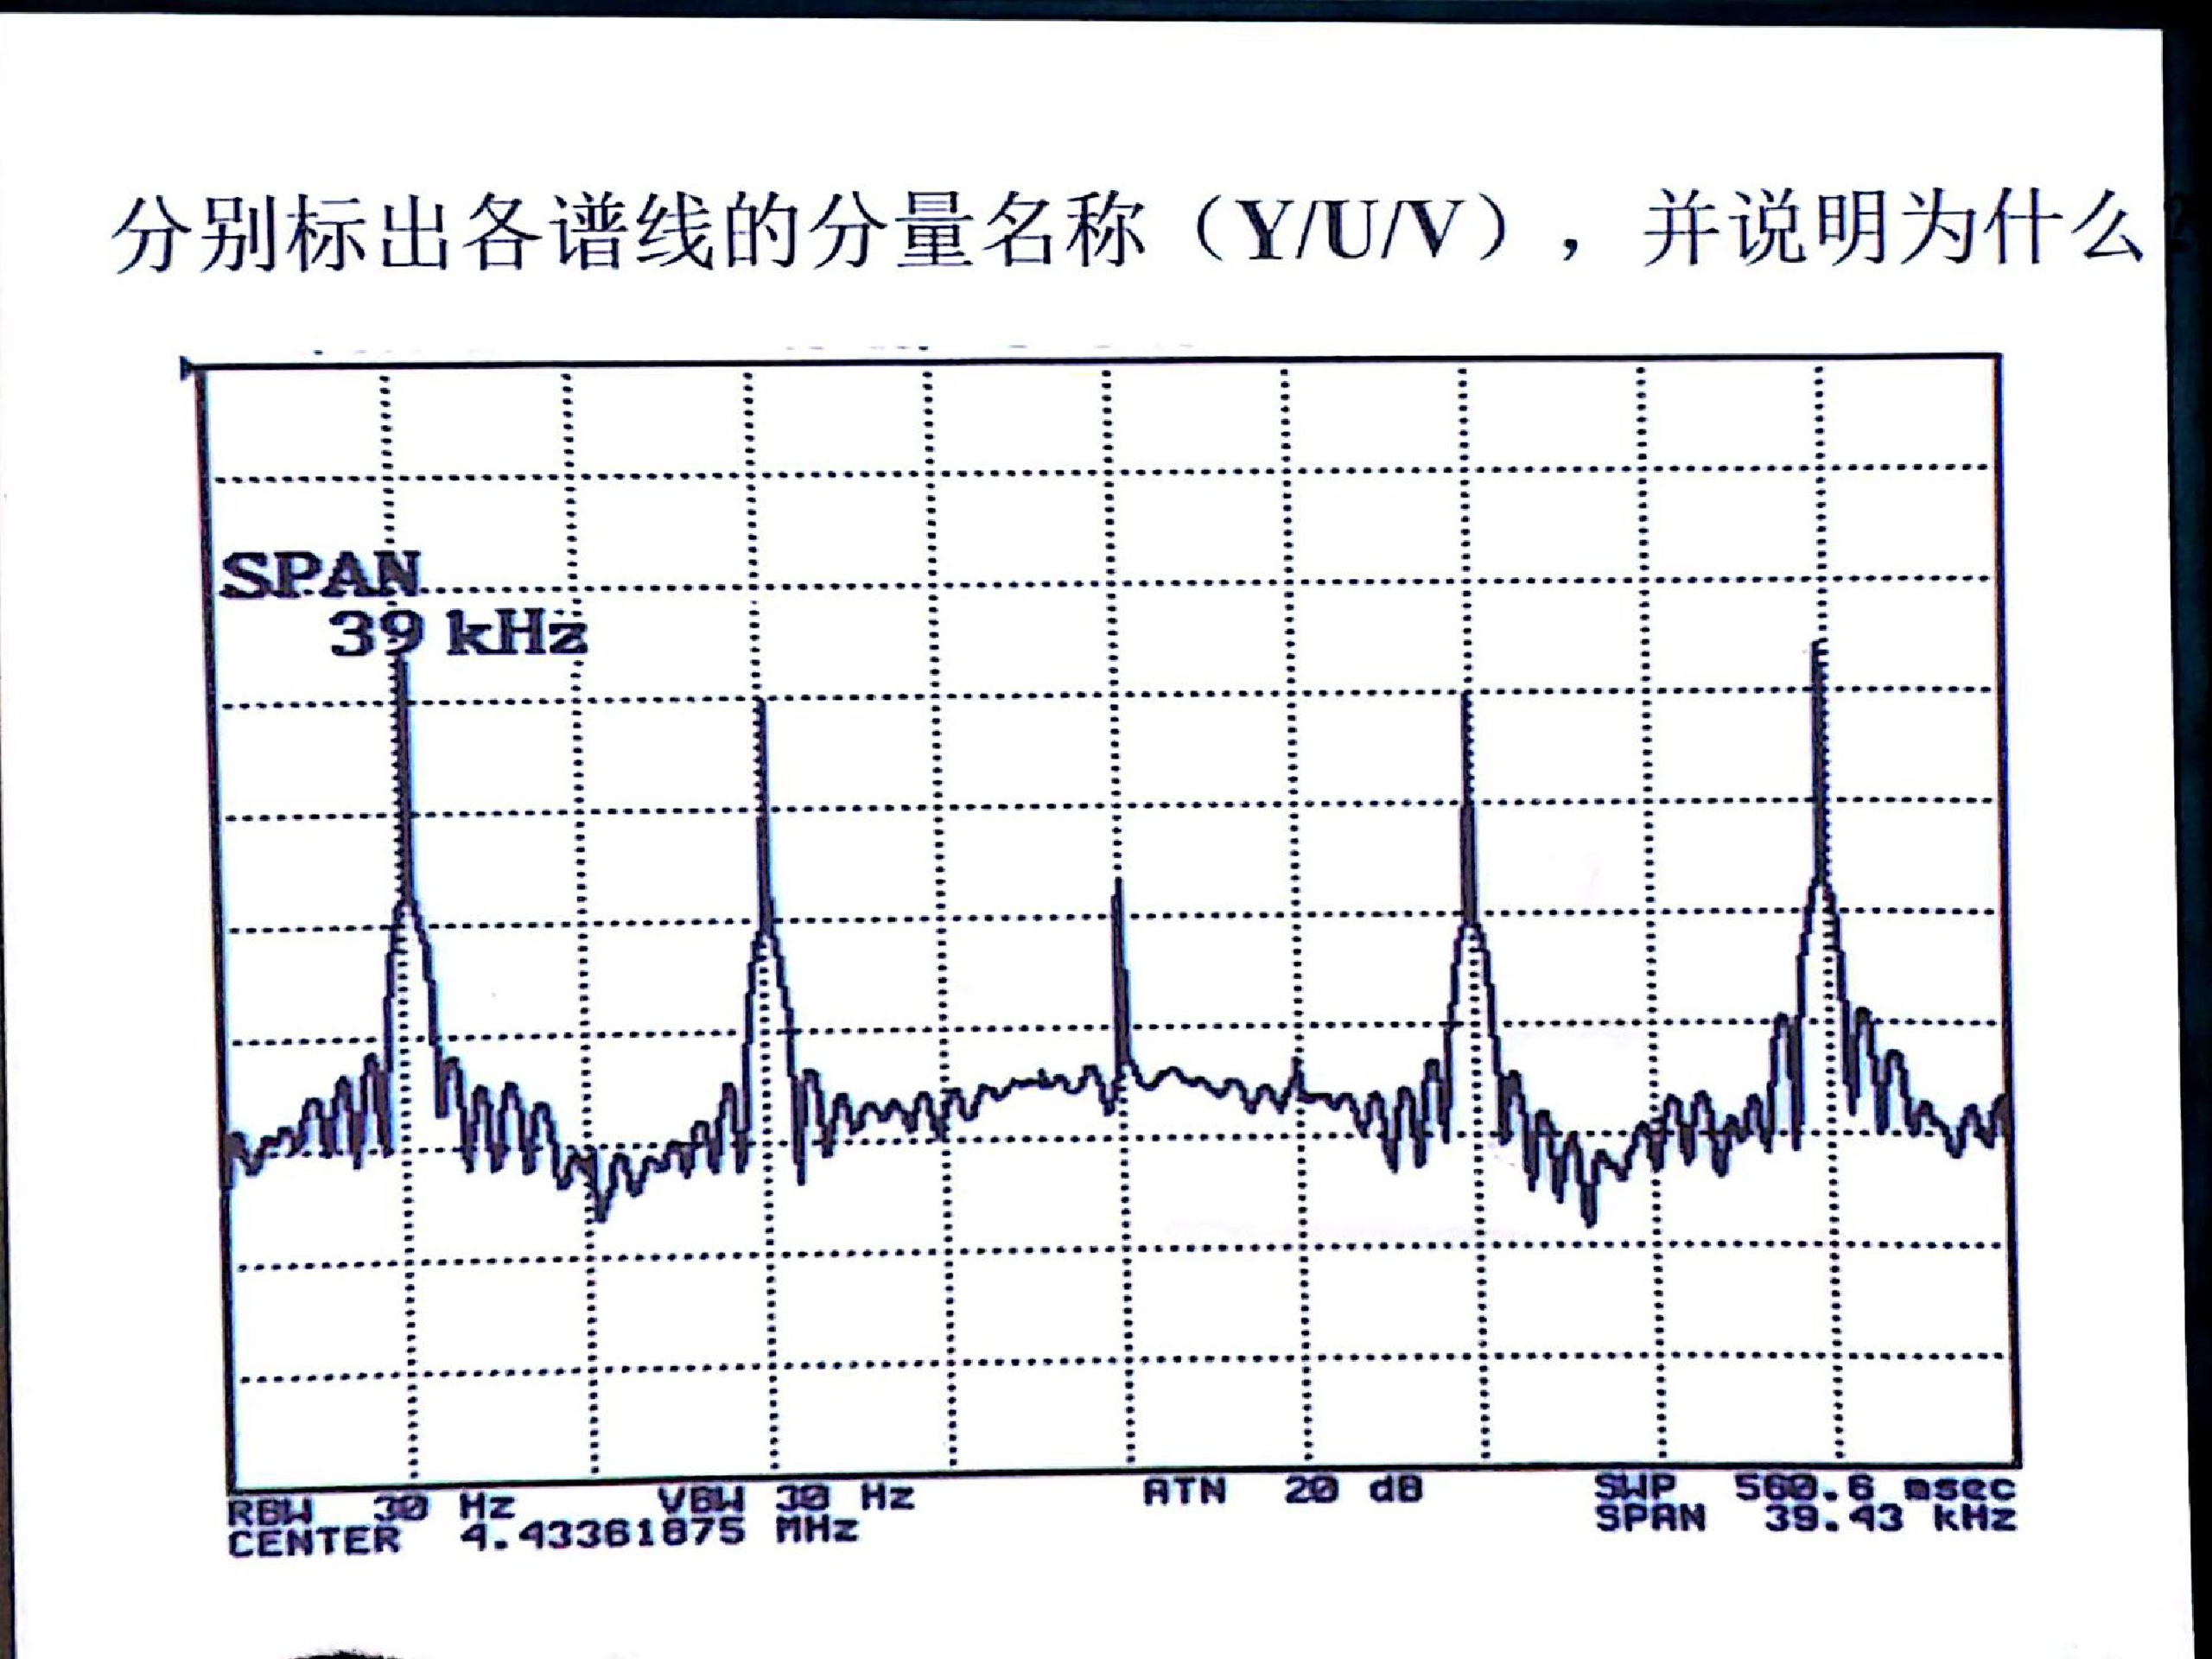 分别标出各谱线的分量名称（Y/U/V），并说明为什么
SPAN
39 kHz
RBW 30 Hz VBW 30 Hz ATN 20 dB SWP 560.6 msec
CENTER 4.43361875 MHz SPAN 39.43 kHz